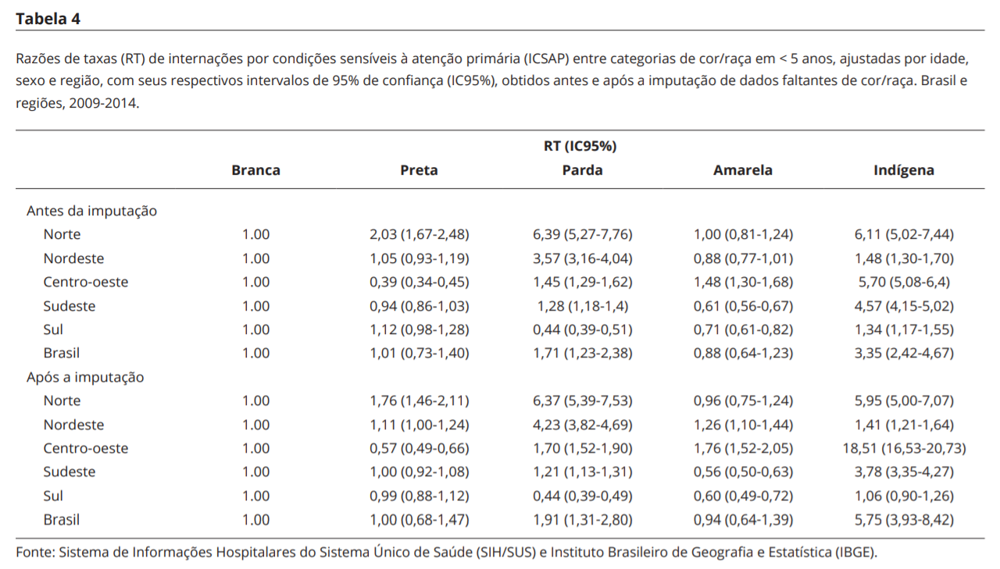 Tabela 4
Razões de taxas (RT) de internações por condições sensíveis à atenção primária (ICSAP) entre categorias de cor/raça em < 5 anos, ajustadas por idade,
sexo e região, com seus respectivos intervalos de 95% de confiança (IC95%), obtidos antes e após a imputação de dados faltantes de cor/raça. Brasil e
regiões, 2009-2014.
RT (IC95%)
Branca Preta Parda Amarela Indígena
Antes da imputação
Norte 1.00 2,03 (1,67-2,48) 6,39 (5,27-7,76) 1,00 (0,81-1,24) 6,11 (5,02-7,44)
Nordeste 1.00 1,05 (0,93-1,19) 3,57 (3,16-4,04) 0,88 (0,77-1,01) 1,48 (1,30-1,70)
Centro-oeste 1.00 0,39 (0,34-0,45) 1,45 (1,29-1,62) 1,48 (1,30-1,68) 5,70 (5,08-6,4)
Sudeste 1.00 0,94 (0,86-1,03) 1,28 (1,18-1,4) 0,61 (0,56-0,67) 4,57 (4,15-5,02)
Sul 1.00 1,12 (0,98-1,28) 0,44 (0,39-0,51) 0,71 (0,61-0,82) 1,34 (1,17-1,55)
Brasil 1.00 1,01 (0,73-1,40) 1,71 (1,23-2,38) 0,88 (0,64-1,23) 3,35 (2,42-4,67)
Após a imputação
Norte 1.00 1,76 (1,46-2,11) 6,37 (5,39-7,53) 0,96 (0,75-1,24) 5,95 (5,00-7,07)
Nordeste 1.00 1,11 (1,00-1,24) 4,23 (3,82-4,69) 1,26 (1,10-1,44) 1,41 (1,21-1,64)
Centro-oeste 1.00 0,57 (0,49-0,66) 1,70 (1,52-1,90) 1,76 (1,52-2,05) 18,51 (16,53-20,73)
Sudeste 1.00 1,00 (0,92-1,08) 1,21 (1,13-1,31) 0,56 (0,50-0,63) 3,78 (3,35-4,27)
Sul 1.00 0,99 (0,88-1,12) 0,44 (0,39-0,49) 0,60 (0,49-0,72) 1,06 (0,90-1,26)
Brasil 1.00 1,00 (0,68-1,47) 1,91 (1,31-2,80) 0,94 (0,64-1,39) 5,75 (3,93-8,42)
Fonte: Sistema de Informações Hospitalares do Sistema Único de Saúde (SIH/SUS) e Instituto Brasileiro de Geografia e Estatística (IBGE).